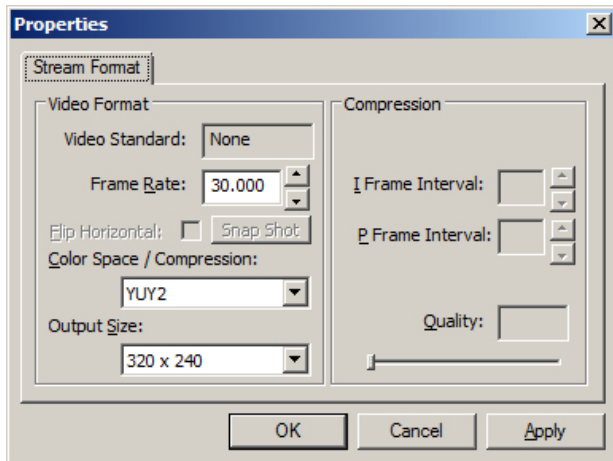 Properties
Stream Format
Video Format
Video Standard: None
Frame Rate: 30.000
Flip Horizontal: Snap Shot
Color Space / Compression:
YUY2
Output Size:
320 x 240
Compression
I Frame Interval:
P Frame Interval:
Quality:
OK Cancel Apply